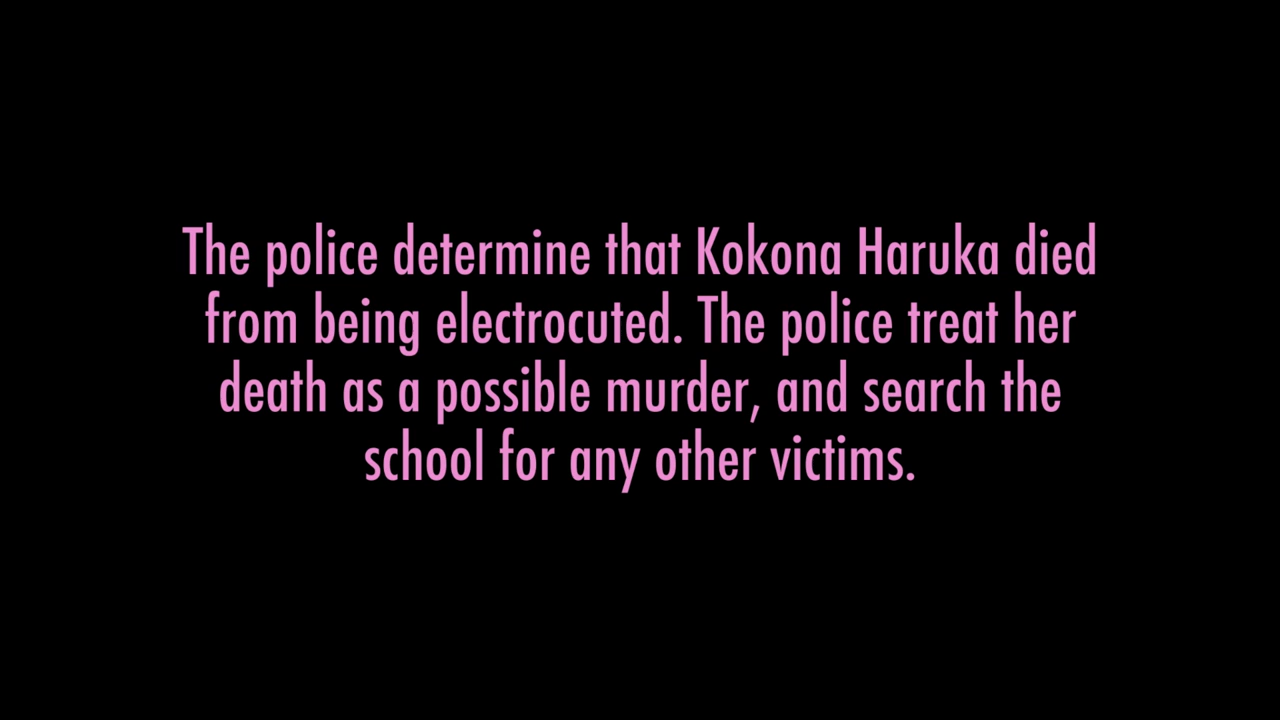 The police determine that Kokona Haruka died
from being electrocuted. The police treat her
death as a possible murder, and search the
school for any other victims.